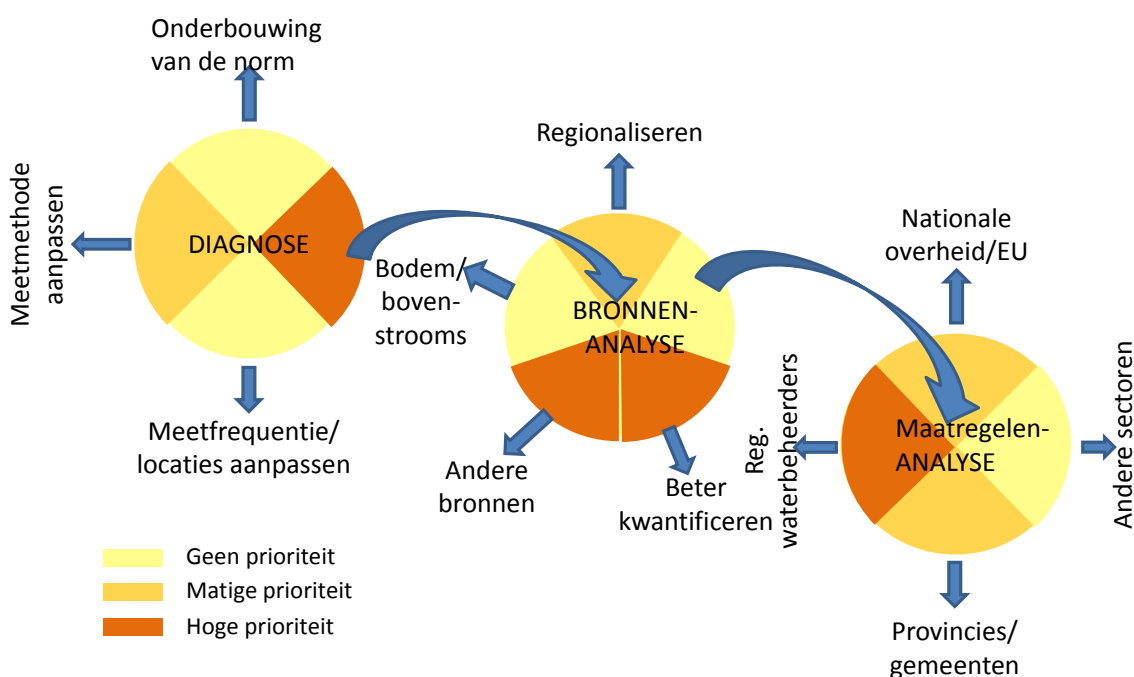 Onderbouwing
van de norm
Meetmethode
aanpassen
DIAGNOSE
Meetfrequentie/
locaties aanpassen
Regionaliseren
Bodem/
boven-
strooms
BRONNEN-
ANALYSE
Andere
bronnen
Beter
kwantificeren
Nationale
overheid/EU
Reg.
waterbeheerders
Maatregelen-
ANALYSE
Andere sectoren
Provincies/
gemeenten
Geen prioriteit
Matige prioriteit
Hoge prioriteit